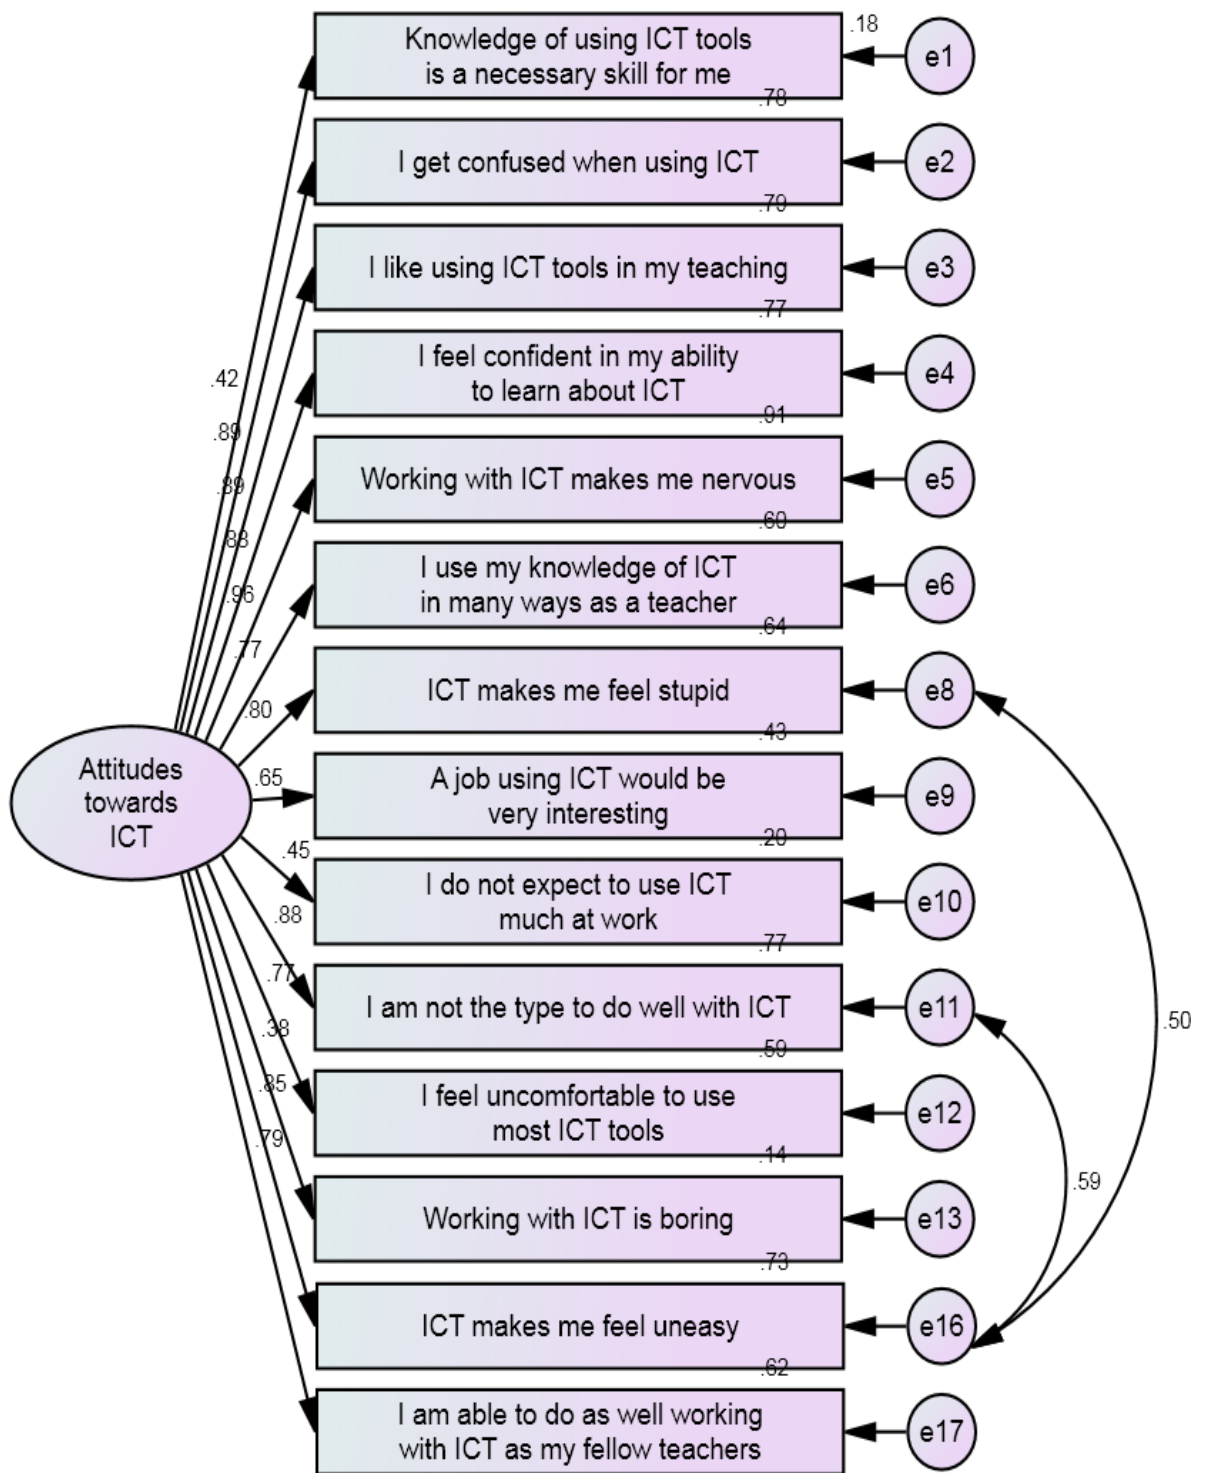 .18
Knowledge of using ICT tools
is a necessary skill for me
e1
.78
I get confused when using ICT
e2
.79
I like using ICT tools in my teaching
e3
.77
I feel confident in my ability
to learn about ICT
e4
.91
Working with ICT makes me nervous
e5
.60
I use my knowledge of ICT
in many ways as a teacher
e6
.64
ICT makes me feel stupid
e8
.43
A job using ICT would be
very interesting
e9
.20
I do not expect to use ICT
much at work
e10
.77
I am not the type to do well with ICT
e11
.59
I feel uncomfortable to use
most ICT tools
e12
.14
Working with ICT is boring
e13
.73
ICT makes me feel uneasy
e16
.62
I am able to do as well working
with ICT as my fellow teachers
e17
Attitudes
towards
ICT
.42
.89
.89
.88
.96
.77
.80
.65
.45
.88
.77
.38
.85
.79
.50
.59